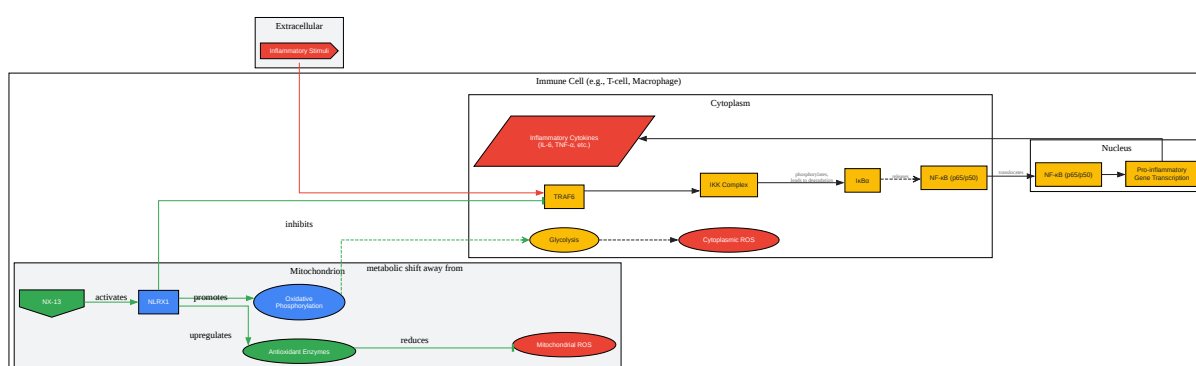 Extracellular
Inflammatory Stimuli
Immune Cell (e.g., T-cell, Macrophage)
Cytoplasm
Inflammatory Cytokines
(IL-6, TNF-α, etc.)
Nucleus
TRAF6
IKK Complex
phosphorylates,
leads to degradation
IκBα
releases
NF-κB (p65/p50)
translocates
NF-κB (p65/p50)
Pro-inflammatory
Gene Transcription
inhibits
Glycolysis
Cytoplasmic ROS
Mitochondrion
metabolic shift away from
NX-13
activates
NLRX1
promotes
Oxidative
Phosphorylation
upregulates
Antioxidant Enzymes
reduces
Mitochondrial ROS